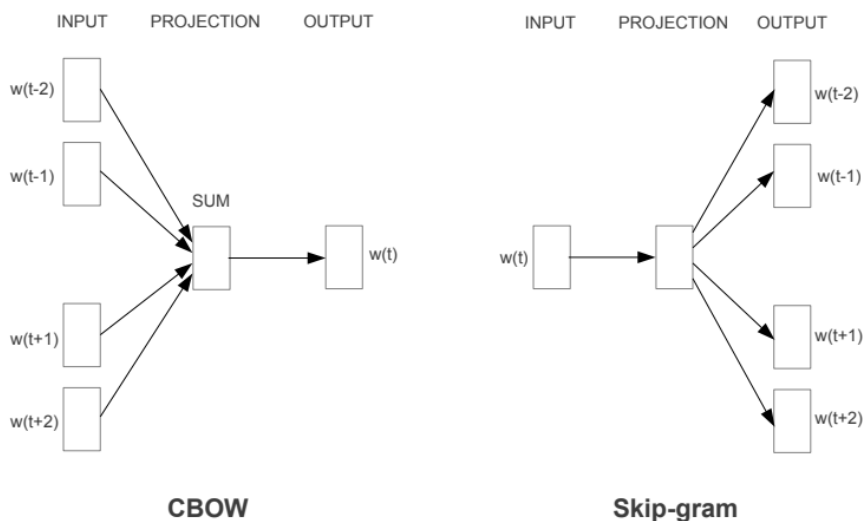 INPUT PROJECTION OUTPUT
w(t-2)
w(t-1)
SUM
w(t)
w(t+1)
w(t+2)
CBOW
INPUT PROJECTION OUTPUT
w(t-2)
w(t-1)
w(t)
w(t+1)
w(t+2)
Skip-gram